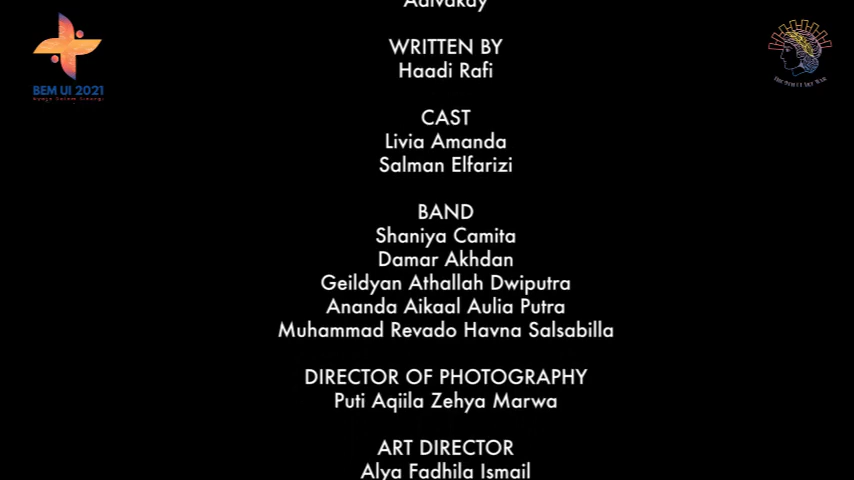 WRITTEN BY
Haadi Rafi
CAST
Livia Amanda
Salman Elfarizi
BAND
Shaniya Camita
Damar Akhdan
Geildyan Athallah Dwiputra
Ananda Aikaal Aulia Putra
Muhammad Revado Havna Salsabilla
DIRECTOR OF PHOTOGRAPHY
Puti Aqiila Zehya Marwa
ART DIRECTOR
Alya Fadhila Ismail
BEM UI 2021